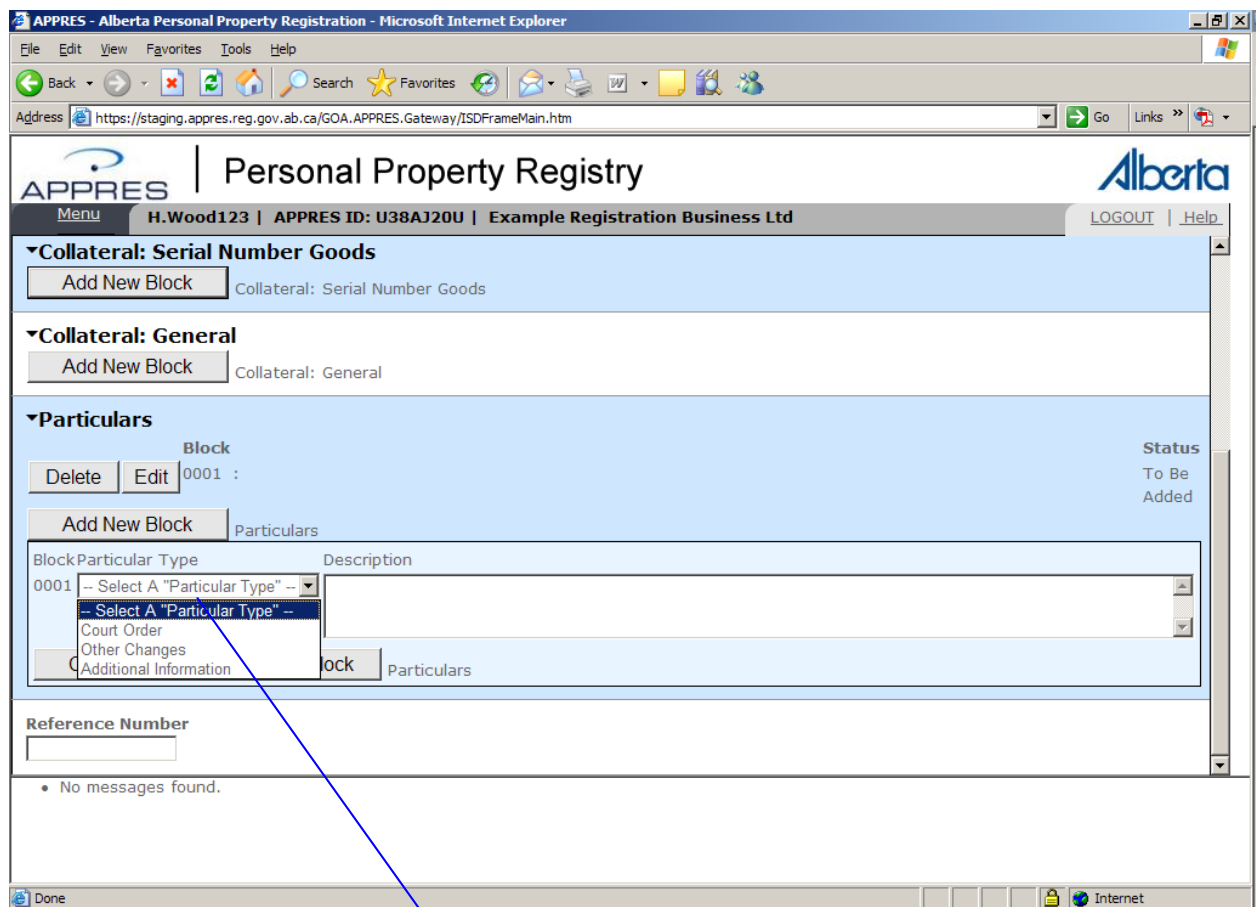 APPRES - Alberta Personal Property Registration - Microsoft Internet Explorer
File Edit View Favorites Tools Help
Back Search Favorites
Address https://staging.appres.reg.gov.ab.ca/GOA.APPRES.Gateway/ISDFrameMain.htm Go Links »
APPRES | Personal Property Registry Alberta
Menu H.Wood123 | APPRES ID: U38AJ20U | Example Registration Business Ltd LOGOUT | Help
Collateral: Serial Number Goods
Add New Block Collateral: Serial Number Goods
Collateral: General
Add New Block Collateral: General
Particulars
Block Status
Delete Edit 0001 : To Be
Added
Add New Block Particulars
Block Particular Type Description
0001 -- Select A "Particular Type" --
-- Select A "Particular Type" --
Court Order
Other Changes
Additional Information
Particulars
Reference Number
• No messages found.
Done Internet